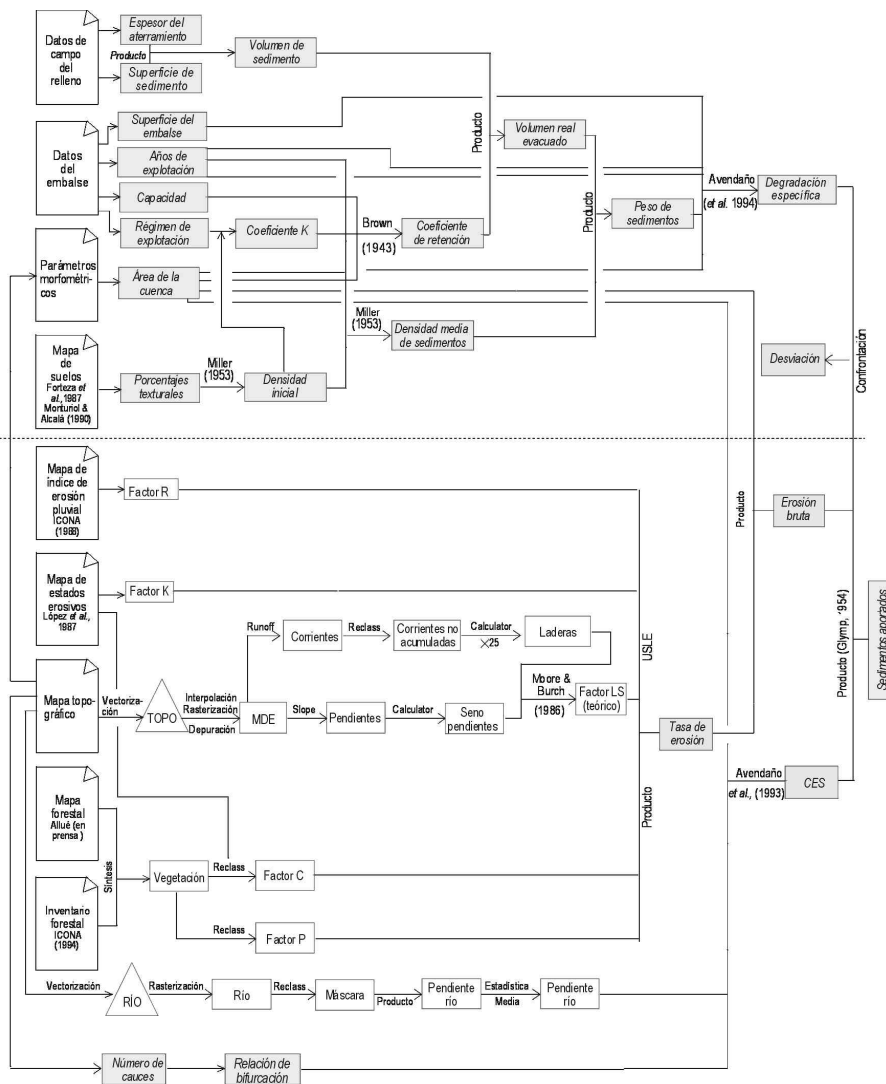 Datos de
campo
del
relleno
Espesor del
aterramiento
Producto
Superficie de
sedimento
Volumen de
sedimento
Datos
del
embalse
Superficie del
embalse
Años de
explotación
Capacidad
Régimen de
explotación
Coeficiente K
Brown
(1943)
Coeficiente
de retención
Producto
Volumen real
evacuado
Producto
Peso de
sedimentos
Avendaño
(et al. 1994)
Degradación
específica
Parámetros
morfométri-
cos
Área de la
cuenca
Miller
(1953)
Densidad media
de sedimentos
Mapa
de
suelos
Forteza et
al., 1987
Monturiol &
Alcalá (1990)
Porcentajes
texturales
Miller
(1953)
Densidad
inicial
Desviación
Confrontación
Mapa de
índice de
erosión
pluvial
ICONA
(1988)
Factor R
Producto
Erosión
bruta
Mapa de
estados
erosivos
López et al.,
1987
Factor K
Runoff
Corrientes
Reclass
Corrientes no
acumuladas
Calculator
×25
Laderas
USLE
Producto (Glymp, 1954)
Sedimentos aportados
Mapa topo-
gráfico
Vectoriza-
ción
TOPO
Interpolación
Rasterización
Depuración
MDE
Slope
Pendientes
Calculator
Seno
pendientes
Moore &
Burch
(1986)
Factor LS
(teórico)
Tasa de
erosión
Avendaño
et al., (1993)
CES
Mapa
forestal
Allué (en
prensa )
Síntesis
Vegetación
Reclass
Factor C
Producto
Inventario
forestal
ICONA
(1994)
Reclass
Factor P
Vectorización
RÍO
Rasterización
Río
Reclass
Máscara
Producto
Pendiente
río
Estadística
Media
Pendiente
río
Número de
cauces
Relación de
bifurcación